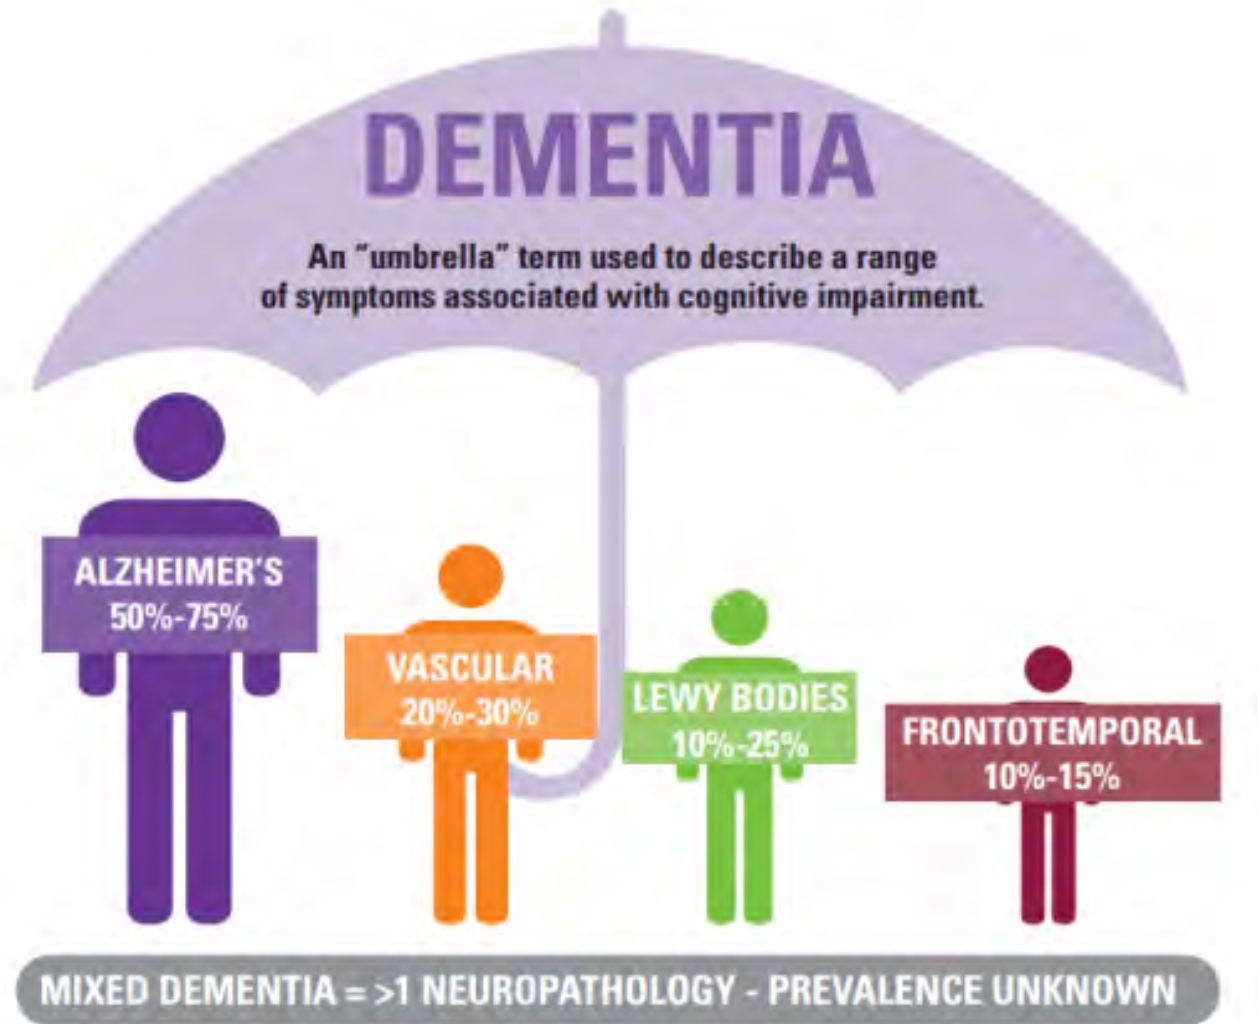 DEMENTIA
An "umbrella" term used to describe a range
of symptoms associated with cognitive impairment.
ALZHEIMER'S
50%-75%
VASCULAR
20%-30%
LEWY BODIES
10%-25%
FRONTOTEMPORAL
10%-15%
MIXED DEMENTIA = >1 NEUROPATHOLOGY - PREVALENCE UNKNOWN